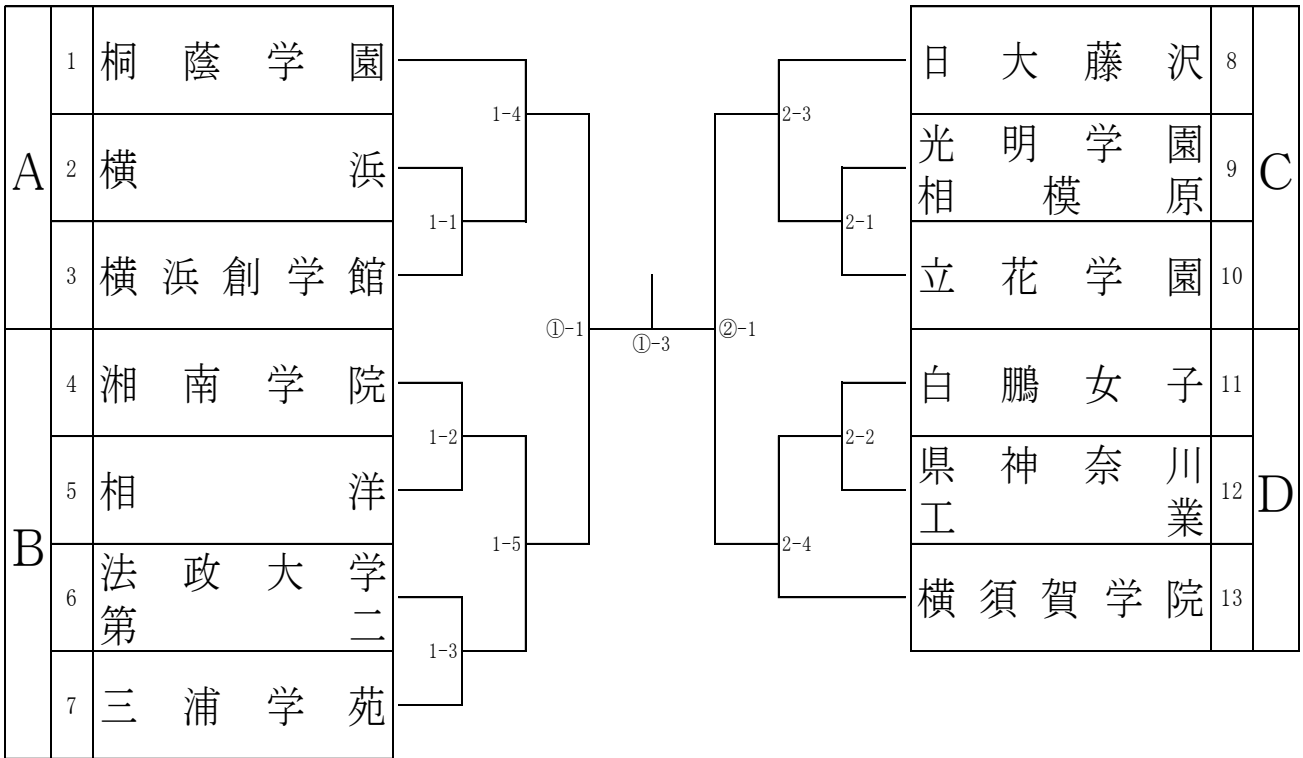 A
1 桐蔭学園
2 横浜
3 横浜創学館
B
4 湘南学院
5 相洋
6 法政大学
第二
7 三浦学苑
1-4
1-1
1-2
1-5
1-3
①-1
①-3
②-1
2-3
2-1
2-2
2-4
日大藤沢 8
光明学園
相模原 9
立花学園 10
C
白鵬女子 11
県神奈川
工業 12
横須賀学院 13
D